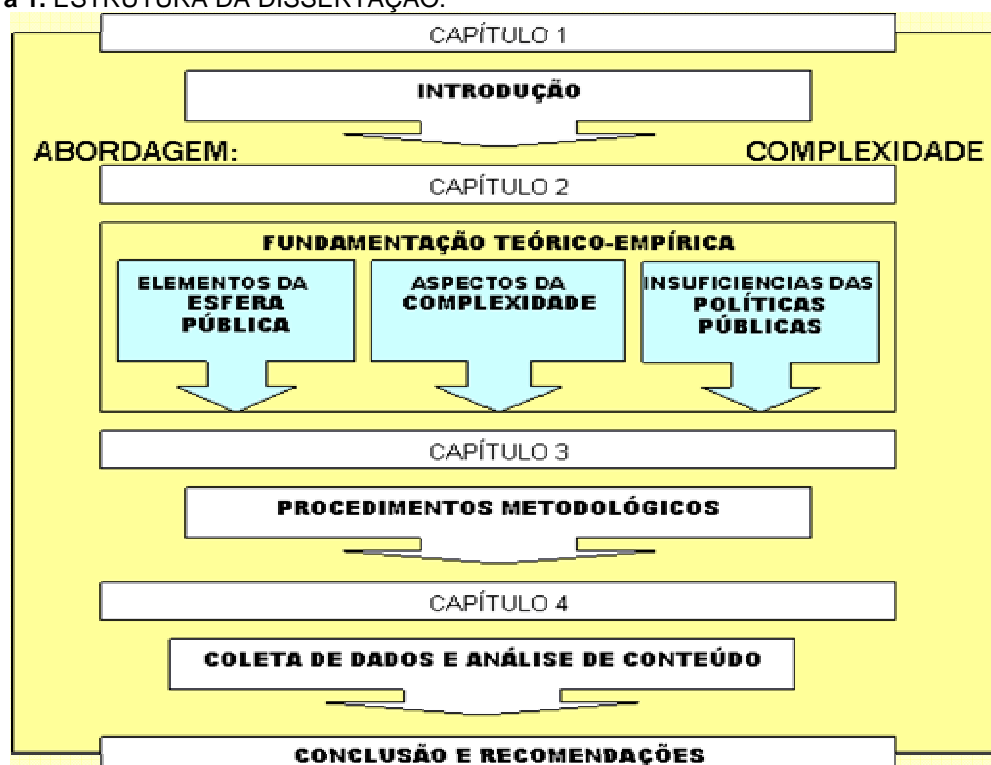 a 1. ESTRUTURA DA DISSERTAÇÃO.
CAPÍTULO 1
INTRODUÇÃO
ABORDAGEM: COMPLEXIDADE
CAPÍTULO 2
FUNDAMENTAÇÃO TEÓRICO-EMPÍRICA
ELEMENTOS DA
ESFERA
PÚBLICA
ASPECTOS DA
COMPLEXIDADE
INSUFICIENCIAS DAS
POLÍTICAS
PÚBLICAS
CAPÍTULO 3
PROCEDIMENTOS METODOLÓGICOS
CAPÍTULO 4
COLETA DE DADOS E ANÁLISE DE CONTEÚDO
CONCLUSÃO E RECOMENDAÇÕES